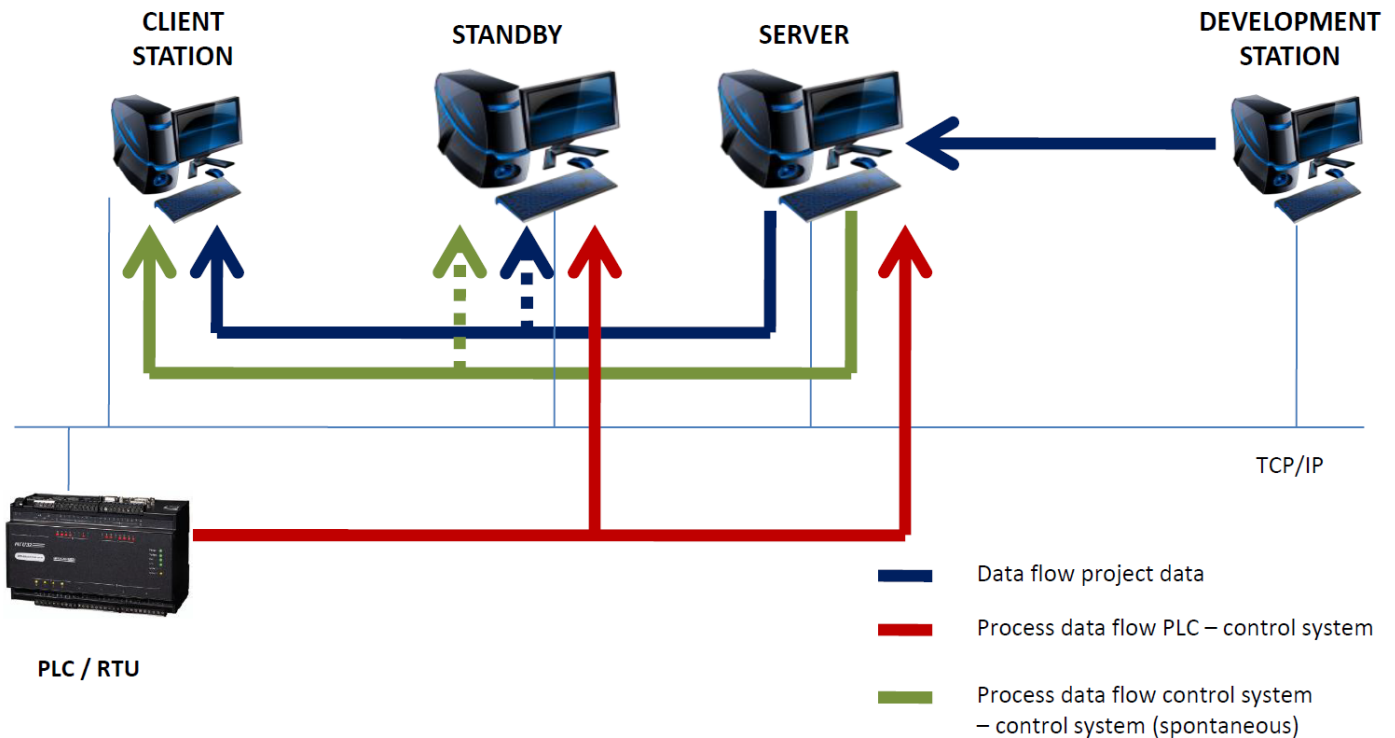 CLIENT
STATION
STANDBY
SERVER
DEVELOPMENT
STATION
TCP/IP
PLC / RTU
Data flow project data
Process data flow PLC – control system
Process data flow control system
– control system (spontaneous)